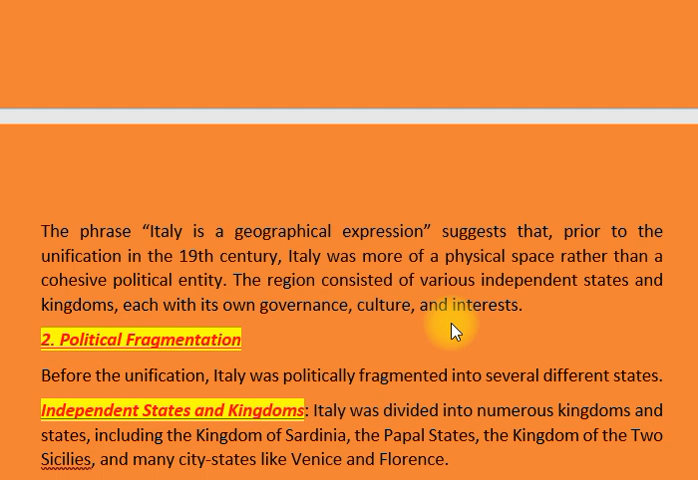 The phrase “Italy is a geographical expression” suggests that, prior to the
unification in the 19th century, Italy was more of a physical space rather than a
cohesive political entity. The region consisted of various independent states and
kingdoms, each with its own governance, culture, and interests.
2. Political Fragmentation
Before the unification, Italy was politically fragmented into several different states.
Independent States and Kingdoms: Italy was divided into numerous kingdoms and
states, including the Kingdom of Sardinia, the Papal States, the Kingdom of the Two
Sicilies, and many city-states like Venice and Florence.